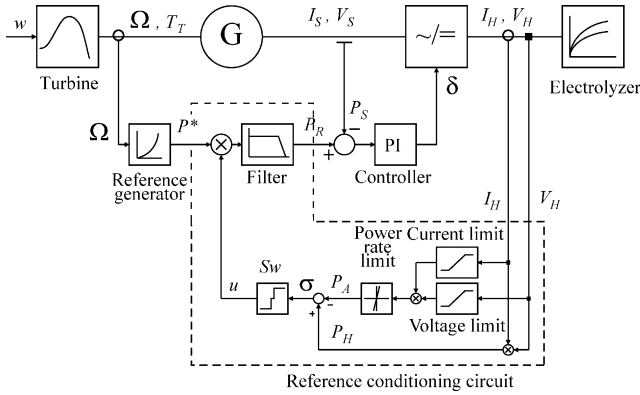 w
Ω , T_T
G
I_S, V_S
~/=
I_H, V_H
Turbine
Electrolyzer
δ
P_S
Ω
P*
P_R
−
+
PI
Reference
generator
Filter
Controller
I_H
V_H
Power
rate
limit
Current limit
Sw
u
σ
P_A
-
+
Voltage limit
P_H
Reference conditioning circuit